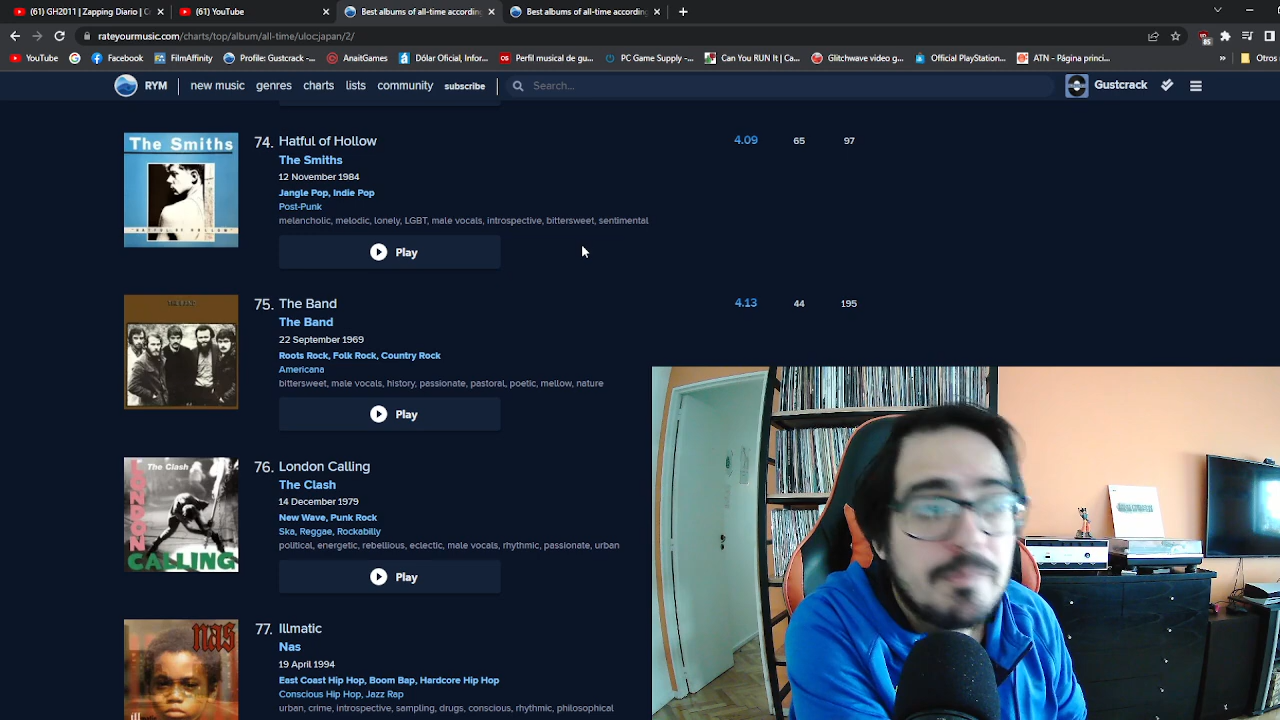 (61) GH2011 | Zapping Diario | C
(61) YouTube
Best albums of all-time according
Best albums of all-time according
rateyourmusic.com/charts/top/album/all-time/ulocjapan/2/
85
YouTube
Facebook
FilmAffinity
Profile: Gustcrack -...
AnaitGames
Dólar Oficial, Infor...
Perfil musical de gu...
PC Game Supply -...
Can You RUN It | Ca...
Glitchwave video g...
Official PlayStation...
ATN - Página princi...
»
Otros
RYM
new music
genres
charts
lists
community
subscribe
Search...
Gustcrack
The Smiths
"HATFUL OF HOLLOW"
74. Hatful of Hollow
4.09
65
97
The Smiths
12 November 1984
Jangle Pop, Indie Pop
Post-Punk
melancholic, melodic, lonely, LGBT, male vocals, introspective, bittersweet, sentimental
Play
THE BAND
75. The Band
4.13
44
195
The Band
22 September 1969
Roots Rock, Folk Rock, Country Rock
Americana
bittersweet, male vocals, history, passionate, pastoral, poetic, mellow, nature
Play
The Clash
LONDON
CALLING
76. London Calling
The Clash
14 December 1979
New Wave, Punk Rock
Ska, Reggae, Rockabilly
political, energetic, rebellious, eclectic, male vocals, rhythmic, passionate, urban
Play
nas
illmatic
77. Illmatic
Nas
19 April 1994
East Coast Hip Hop, Boom Bap, Hardcore Hip Hop
Conscious Hip Hop, Jazz Rap
urban, crime, introspective, sampling, drugs, conscious, rhythmic, philosophical